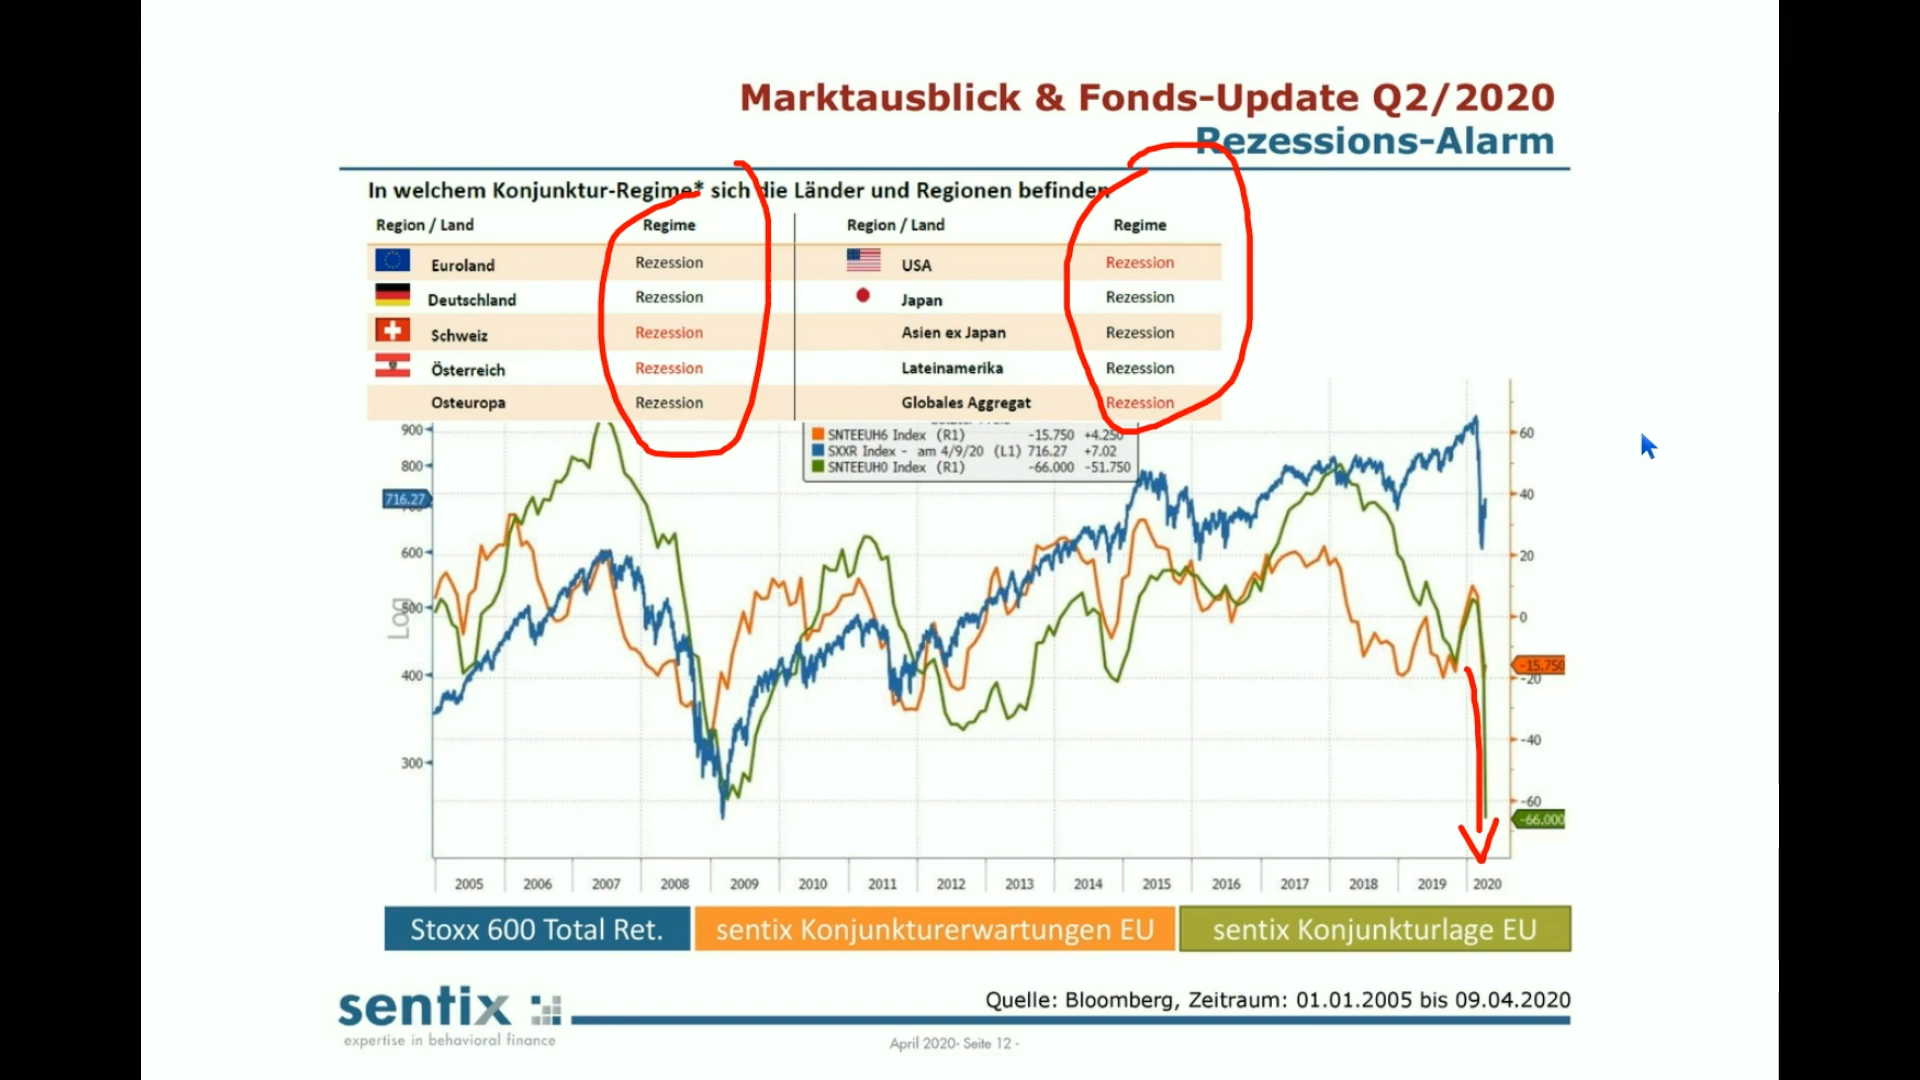 Marktausblick & Fonds-Update Q2/2020
Rezessions-Alarm
In welchem Konjunktur-Regime* sich die Länder und Regionen befinden
Region / Land Regime Region / Land Regime
Euroland Rezession USA Rezession
Deutschland Rezession Japan Rezession
Schweiz Rezession Asien ex Japan Rezession
Österreich Rezession Lateinamerika Rezession
Osteuropa Rezession Globales Aggregat Rezession
SNTEEUH6 Index (R1) -15.750 +4.250
SXXR Index - am 4/9/20 (L1) 716.27 +7.02
SNTEEUH0 Index (R1) -66.000 -51.750
900
800
716.27
600
500
400
300
Log
60
40
20
0
-15.750
-20
-40
-60
-66.000
2005 2006 2007 2008 2009 2010 2011 2012 2013 2014 2015 2016 2017 2018 2019 2020
Stoxx 600 Total Ret. sentix Konjunkturerwartungen EU sentix Konjunkturlage EU
sentix
expertise in behavioral finance
Quelle: Bloomberg, Zeitraum: 01.01.2005 bis 09.04.2020
April 2020- Seite 12 -